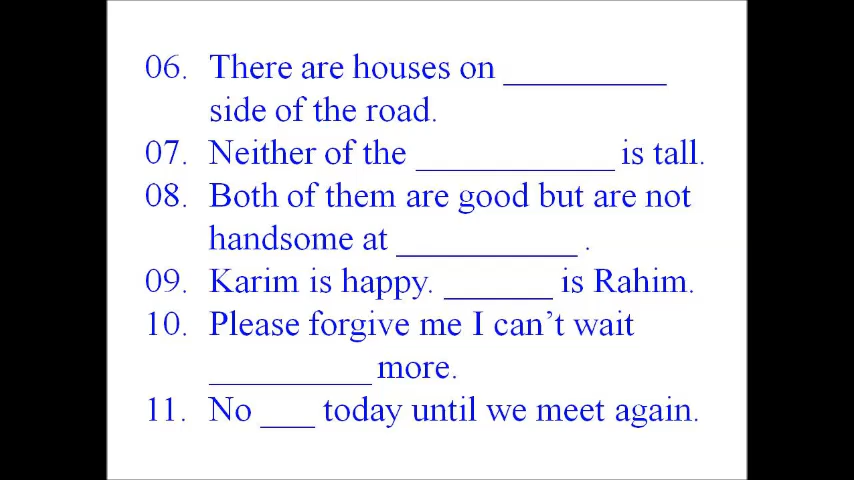 06. There are houses on __________
side of the road.
07. Neither of the ___________ is tall.
08. Both of them are good but are not
handsome at __________ .
09. Karim is happy. ______ is Rahim.
10. Please forgive me I can’t wait
_________ more.
11. No ___ today until we meet again.